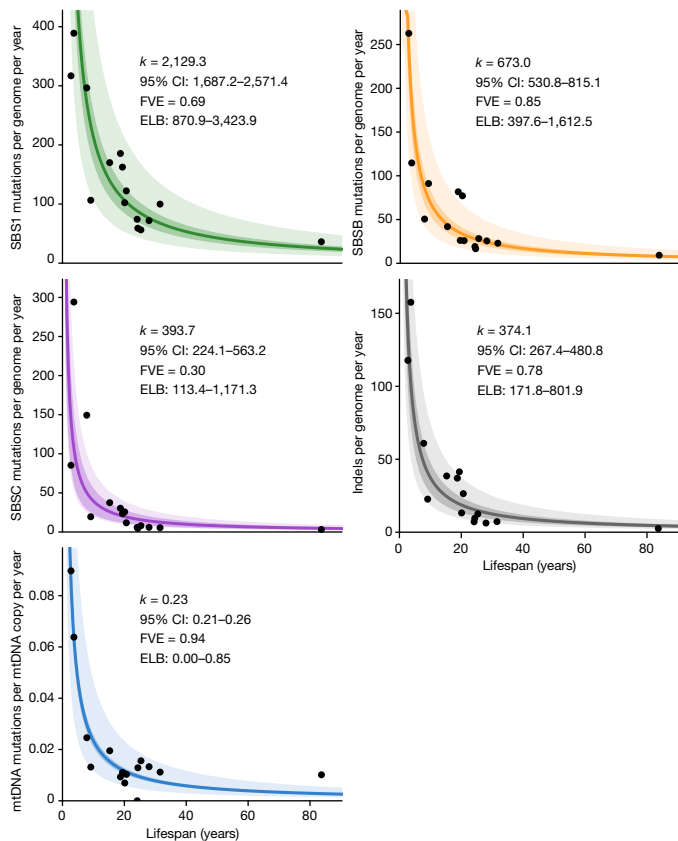 SBS1 mutations per genome per year
400
300
200
100
0
k = 2,129.3
95% CI: 1,687.2–2,571.4
FVE = 0.69
ELB: 870.9–3,423.9
SBSB mutations per genome per year
250
200
150
100
50
0
k = 673.0
95% CI: 530.8–815.1
FVE = 0.85
ELB: 397.6–1,612.5
SBSC mutations per genome per year
300
250
200
150
100
50
0
k = 393.7
95% CI: 224.1–563.2
FVE = 0.30
ELB: 113.4–1,171.3
Indels per genome per year
150
100
50
0
k = 374.1
95% CI: 267.4–480.8
FVE = 0.78
ELB: 171.8–801.9
0 20 40 60 80
Lifespan (years)
mtDNA mutations per mtDNA copy per year
0.08
0.06
0.04
0.02
0
k = 0.23
95% CI: 0.21–0.26
FVE = 0.94
ELB: 0.00–0.85
0 20 40 60 80
Lifespan (years)